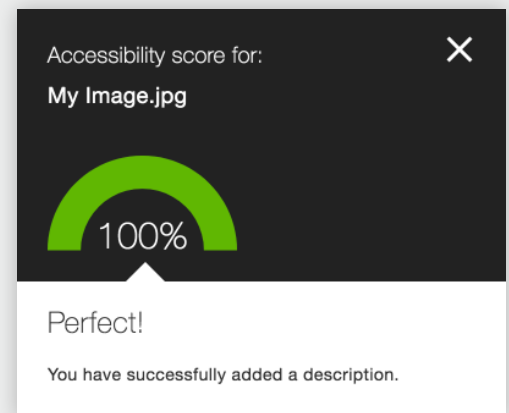 Accessibility score for:
My Image.jpg
100%
Perfect!
You have successfully added a description.